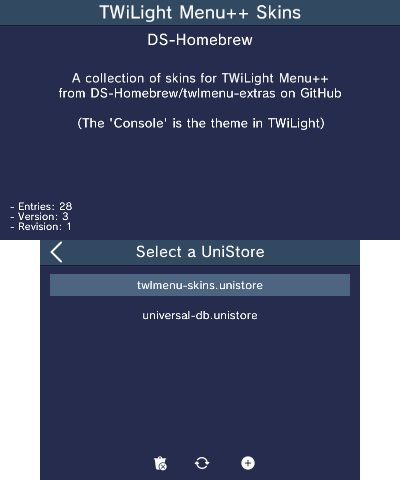 TWiLight Menu++ Skins
DS-Homebrew
A collection of skins for TWiLight Menu++
from DS-Homebrew/twlmenu-extras on GitHub
(The 'Console' is the theme in TWiLight)
- Entries: 28
- Version: 3
- Revision: 1
Select a UniStore
twlmenu-skins.unistore
universal-db.unistore